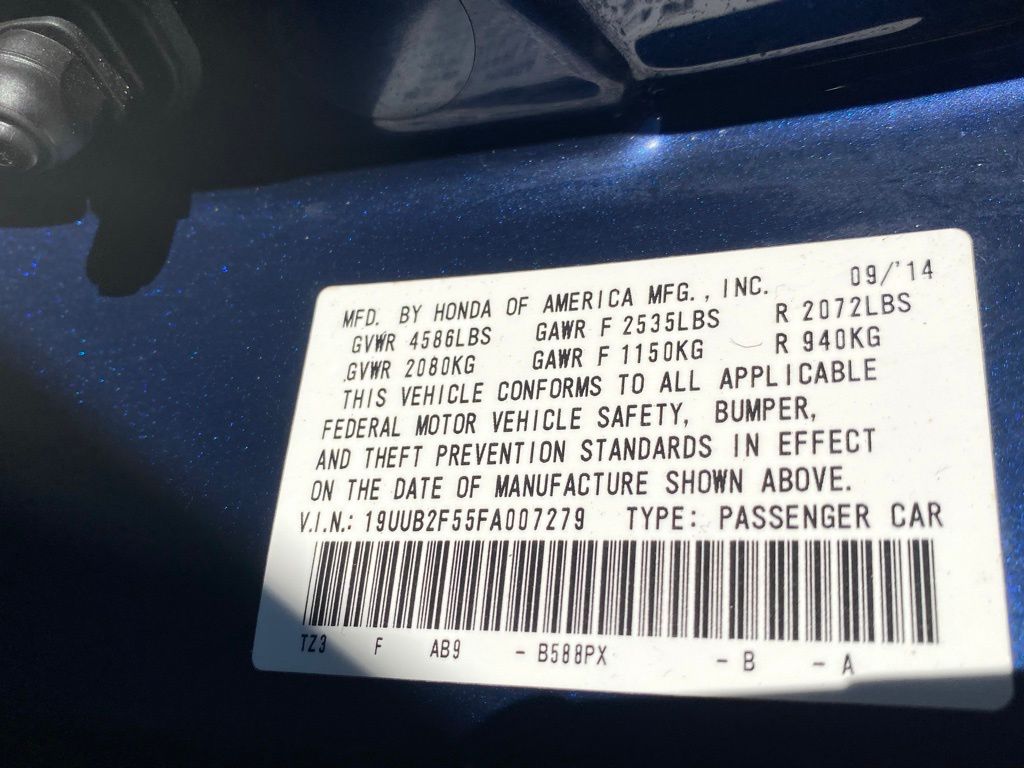 MFD. BY HONDA OF AMERICA MFG., INC. 09/'14
GVWR 4586LBS GAWR F 2535LBS R 2072LBS
GVWR 2080KG GAWR F 1150KG R 940KG
THIS VEHICLE CONFORMS TO ALL APPLICABLE
FEDERAL MOTOR VEHICLE SAFETY, BUMPER,
AND THEFT PREVENTION STANDARDS IN EFFECT
ON THE DATE OF MANUFACTURE SHOWN ABOVE.
V.I.N.: 19UUB2F55FA007279 TYPE: PASSENGER CAR
TZ3 F AB9 - B588PX - B - A